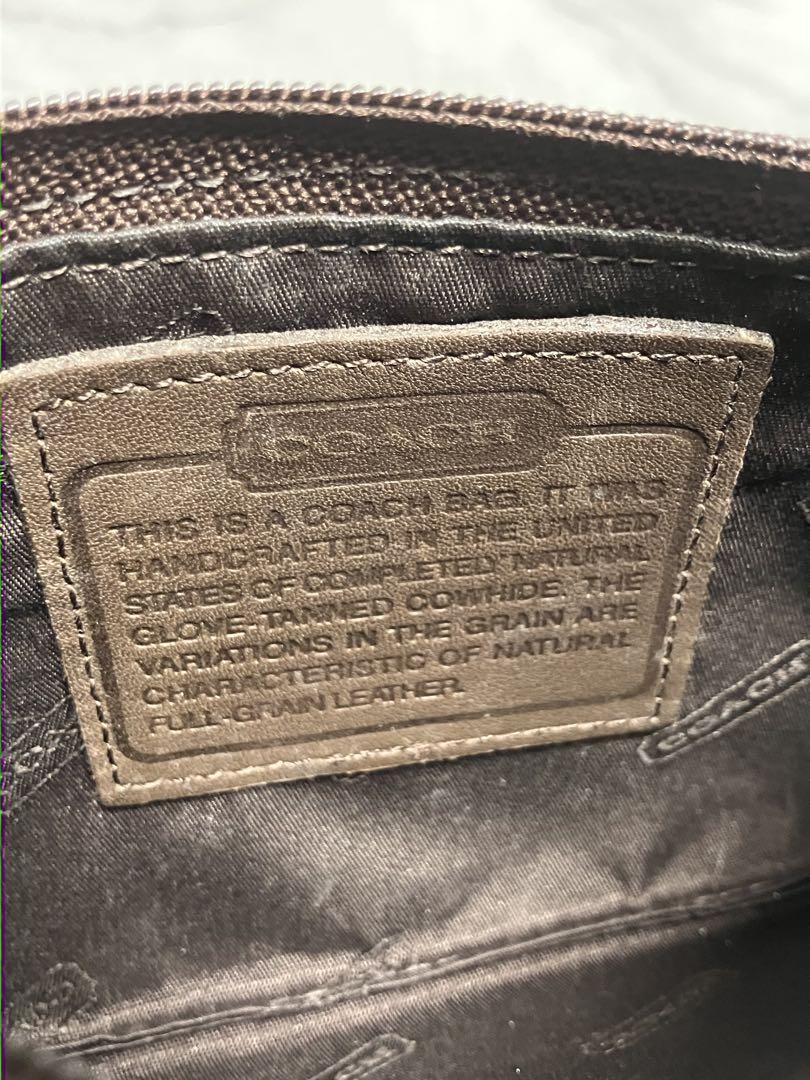 COACH
THIS IS A COACH BAG. IT WAS
HANDCRAFTED IN THE UNITED
STATES OF COMPLETELY NATURAL
GLOVE-TANNED COWHIDE. THE
VARIATIONS IN THE GRAIN ARE
CHARACTERISTIC OF NATURAL
FULL-GRAIN LEATHER.
COACH